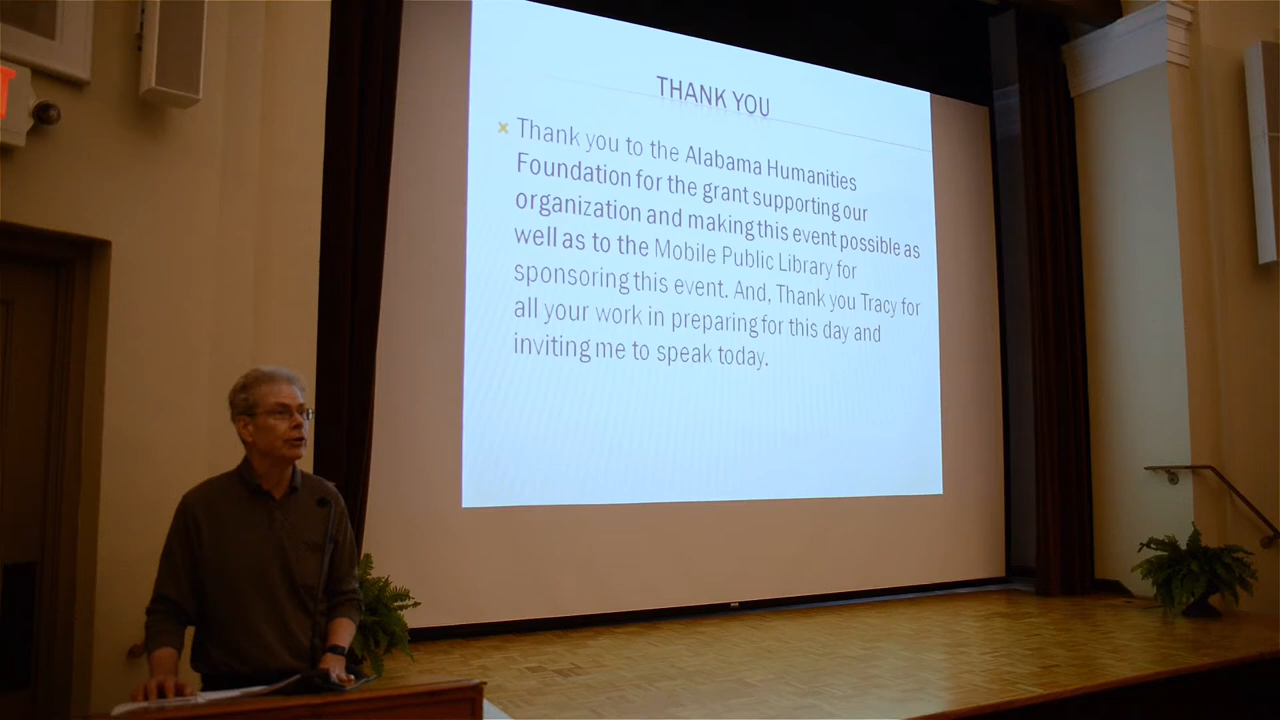 THANK YOU
Thank you to the Alabama Humanities
Foundation for the grant supporting our
organization and making this event possible as
well as to the Mobile Public Library for
sponsoring this event. And, Thank you Tracy for
all your work in preparing for this day and
inviting me to speak today.